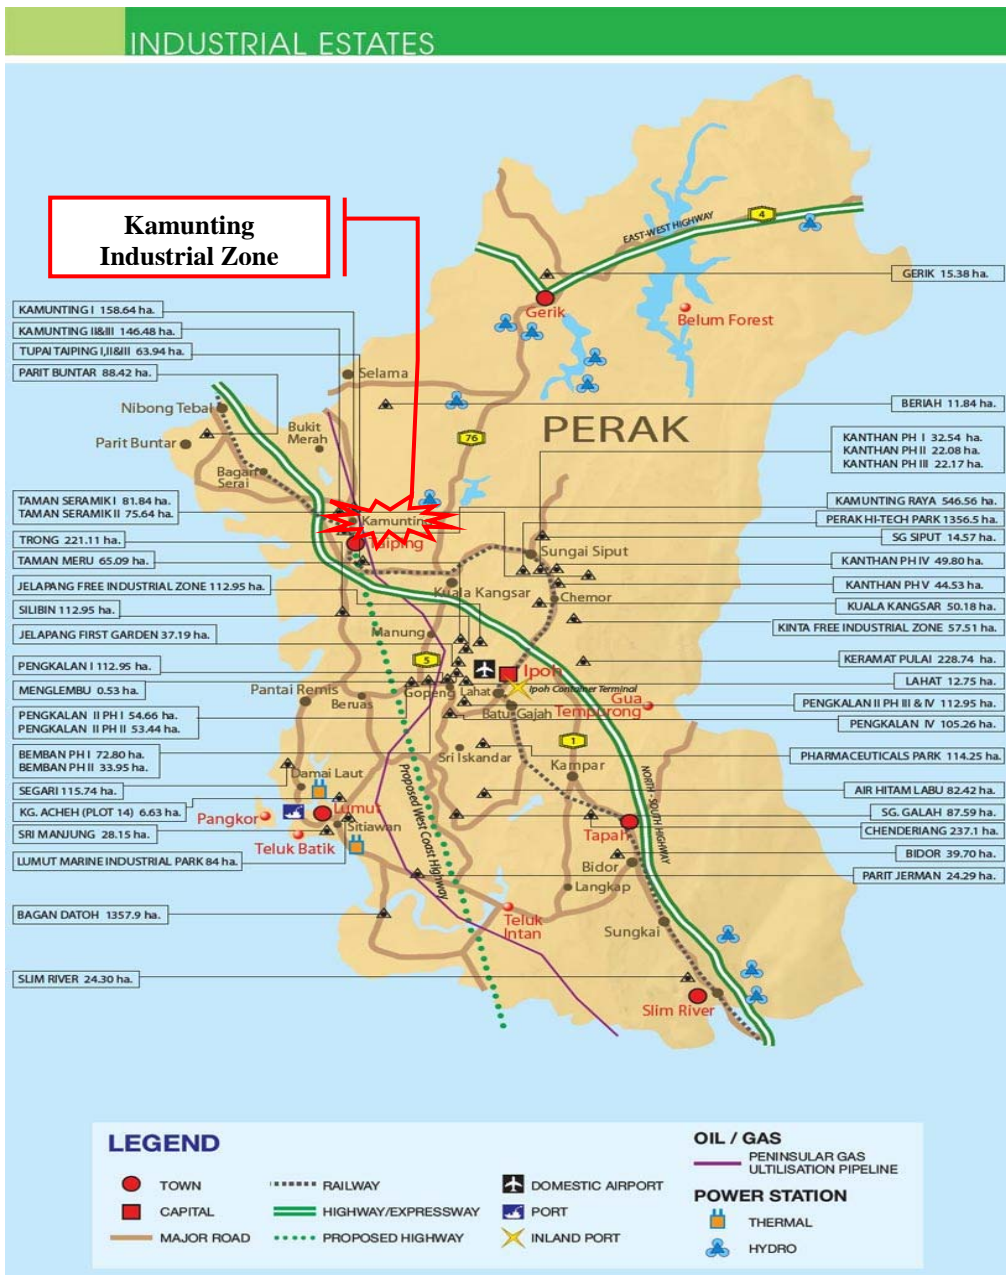 INDUSTRIAL ESTATES
Kamunting
Industrial Zone
EAST-WEST HIGHWAY
4
GERIK 15.38 ha.
Gerik
Belum Forest
KAMUNTING I 158.64 ha.
KAMUNTING II&III 146.48 ha.
TUPAI TAIPING I,II&III 63.94 ha.
PARIT BUNTAR 88.42 ha.
Selama
Nibong Tebal
BERIAH 11.84 ha.
Bukit
Merah
Parit Buntar
76
PERAK
KANTHAN PH I 32.54 ha.
KANTHAN PH II 22.08 ha.
KANTHAN PH III 22.17 ha.
Bagan
Serai
TAMAN SERAMIK I 81.84 ha.
TAMAN SERAMIK II 75.64 ha.
KAMUNTING RAYA 546.56 ha.
PERAK HI-TECH PARK 1356.5 ha.
SG SIPUT 14.57 ha.
Kamunting
TRONG 221.11 ha.
Taiping
Sungai Siput
TAMAN MERU 65.09 ha.
KANTHAN PH IV 49.80 ha.
JELAPANG FREE INDUSTRIAL ZONE 112.95 ha.
KANTHAN PH V 44.53 ha.
Kuala Kangsar
Chemor
SILIBIN 112.95 ha.
KUALA KANGSAR 50.18 ha.
JELAPANG FIRST GARDEN 37.19 ha.
Manung
KINTA FREE INDUSTRIAL ZONE 57.51 ha.
5
PENGKALAN I 112.95 ha.
KERAMAT PULAI 228.74 ha.
Ipoh
LAHAT 12.75 ha.
MENGLEMBU 0.53 ha.
Pantai Remis
Beruas
Gopeng
Lahat
Ipoh Container Terminal
Gua
Tempurong
PENGKALAN II PH III & IV 112.95 ha.
PENGKALAN II PH I 54.66 ha.
PENGKALAN II PH II 53.44 ha.
Batu Gajah
PENGKALAN IV 105.26 ha.
1
BEMBAN PH I 72.80 ha.
BEMBAN PH II 33.95 ha.
Sri Iskandar
Kampar
PHARMACEUTICALS PARK 114.25 ha.
Damai Laut
SEGARI 115.74 ha.
AIR HITAM LABU 82.42 ha.
Proposed West Coast Highway
NORTH - SOUTH HIGHWAY
KG. ACHEH (PLOT 14) 6.63 ha.
Pangkor
Lumut
Sitiawan
SG. GALAH 87.59 ha.
CHENDERIANG 237.1 ha.
Tapah
SRI MANJUNG 28.15 ha.
Teluk Batik
BIDOR 39.70 ha.
LUMUT MARINE INDUSTRIAL PARK 84 ha.
Bidor
PARIT JERMAN 24.29 ha.
Langkap
BAGAN DATOH 1357.9 ha.
Teluk
Intan
Sungkai
SLIM RIVER 24.30 ha.
Slim River
LEGEND
TOWN
CAPITAL
MAJOR ROAD
RAILWAY
HIGHWAY/EXPRESSWAY
PROPOSED HIGHWAY
DOMESTIC AIRPORT
PORT
INLAND PORT
OIL / GAS
PENINSULAR GAS
ULTILISATION PIPELINE
POWER STATION
THERMAL
HYDRO